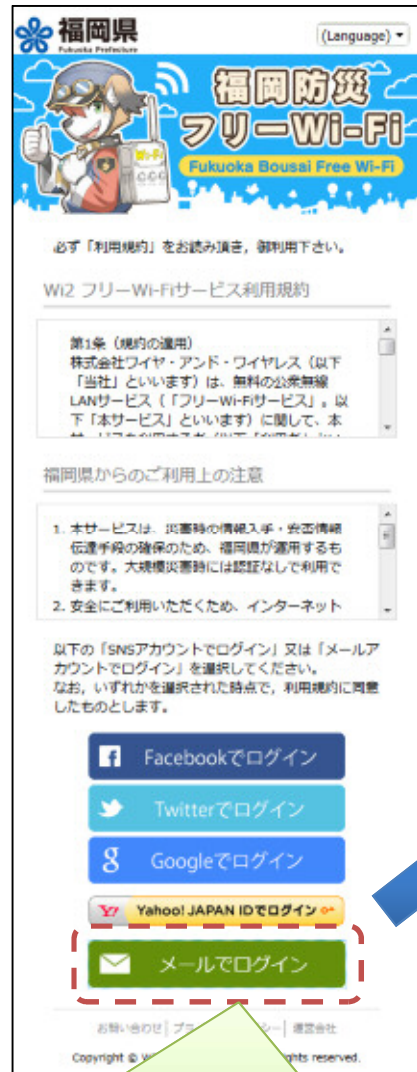 福岡県
Fukuoka Prefecture
(Language)
福岡防災
フリーWi-Fi
Fukuoka Bousai Free Wi-Fi
Wi-Fi
必ず「利用規約」をお読み頂き，御利用下さい。
Wi2 フリーWi-Fiサービス利用規約
第1条（規約の適用）
株式会社ワイヤ・アンド・ワイヤレス（以下
「当社」といいます）は、無料の公衆無線
LANサービス（「フリーWi-Fiサービス」。以
下「本サービス」といいます）に関して、本
福岡県からのご利用上の注意
1. 本サービスは、災害時の情報入手・安否情報
伝達手段の確保のため、福岡県が運用するも
のです。大規模災害時には認証なしで利用で
きます。
2. 安全にご利用いただくため、インターネット
以下の「SNSアカウントでログイン」又は「メールア
カウントでログイン」を選択してください。
なお，いずれかを選択された時点で，利用規約に同意
したものとします。
Facebookでログイン
Twitterでログイン
Googleでログイン
Yahoo! JAPAN IDでログイン
メールでログイン
お問い合わせ| プ シー| 運営会社
Copyright © W ghts reserved.